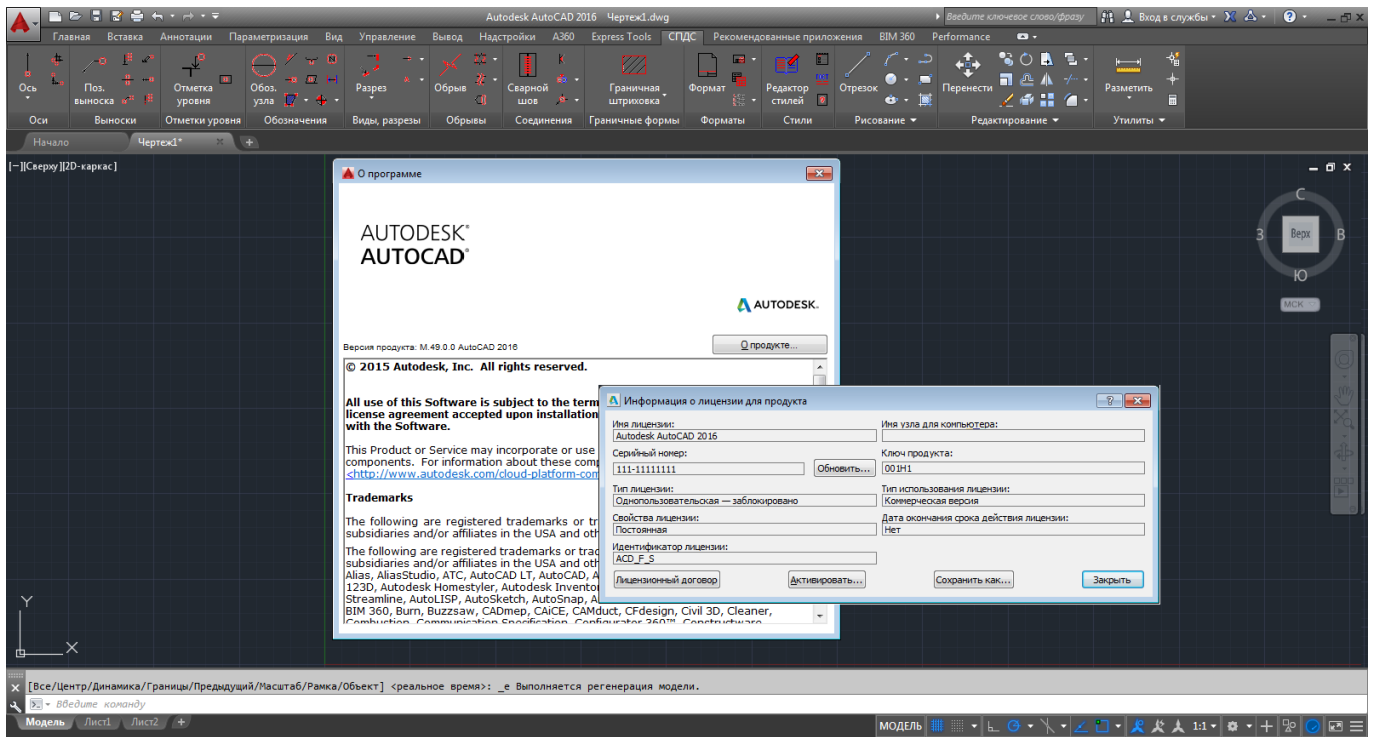 Autodesk AutoCAD 2016 Чертеж1.dwg
Введите ключевое слово/фразу
Вход в службы
Главная Вставка Аннотации Параметризация Вид Управление Вывод Надстройки A360 Express Tools СПДС Рекомендованные приложения BIM 360 Performance
Ось
Поз. выноска
Отметка уровня
Обоз. узла
Разрез
Обрыв
Сварной шов
Граничная штриховка
Формат
Редактор стилей
Отрезок
Перенести
Разметить
Оси Выноски Отметки уровня Обозначения Виды, разрезы Обрывы Соединения Граничные формы Форматы Стили Рисование Редактирование Утилиты
Начало Чертеж1*
[−][Сверху][2D-каркас]
С
З Верх В
Ю
МСК
О программе
AUTODESK®
AUTOCAD®
AUTODESK.
Версия продукта: M.49.0.0 AutoCAD 2016
О продукте...
© 2015 Autodesk, Inc. All rights reserved.
All use of this Software is subject to the term
license agreement accepted upon installation
with the Software.
This Product or Service may incorporate or use
components. For information about these comp
<http://www.autodesk.com/cloud-platform-com
Trademarks
The following are registered trademarks or tr
subsidiaries and/or affiliates in the USA and oth
The following are registered trademarks or trad
subsidiaries and/or affiliates in the USA and oth
Alias, AliasStudio, ATC, AutoCAD LT, AutoCAD, A
123D, Autodesk Homestyler, Autodesk Inventor
Streamline, AutoLISP, AutoSketch, AutoSnap, A
BIM 360, Burn, Buzzsaw, CADmep, CAiCE, CAMduct, CFdesign, Civil 3D, Cleaner,
Combustion, Communication Specification, Configurator 360™, Constructware,
Информация о лицензии для продукта
Имя лицензии:
Autodesk AutoCAD 2016
Имя узла для компьютера:
Серийный номер:
111-11111111
Обновить...
Ключ продукта:
001H1
Тип лицензии:
Однопользовательская — заблокировано
Тип использования лицензии:
Коммерческая версия
Свойства лицензии:
Постоянная
Дата окончания срока действия лицензии:
Нет
Идентификатор лицензии:
ACD_F_S
Лицензионный договор Активировать... Сохранить как... Закрыть
Y
X
[Все/Центр/Динамика/Границы/Предыдущий/Масштаб/Рамка/Объект] <реальное время>: _e Выполняется регенерация модели.
Введите команду
Модель Лист1 Лист2 +
МОДЕЛЬ 1:1